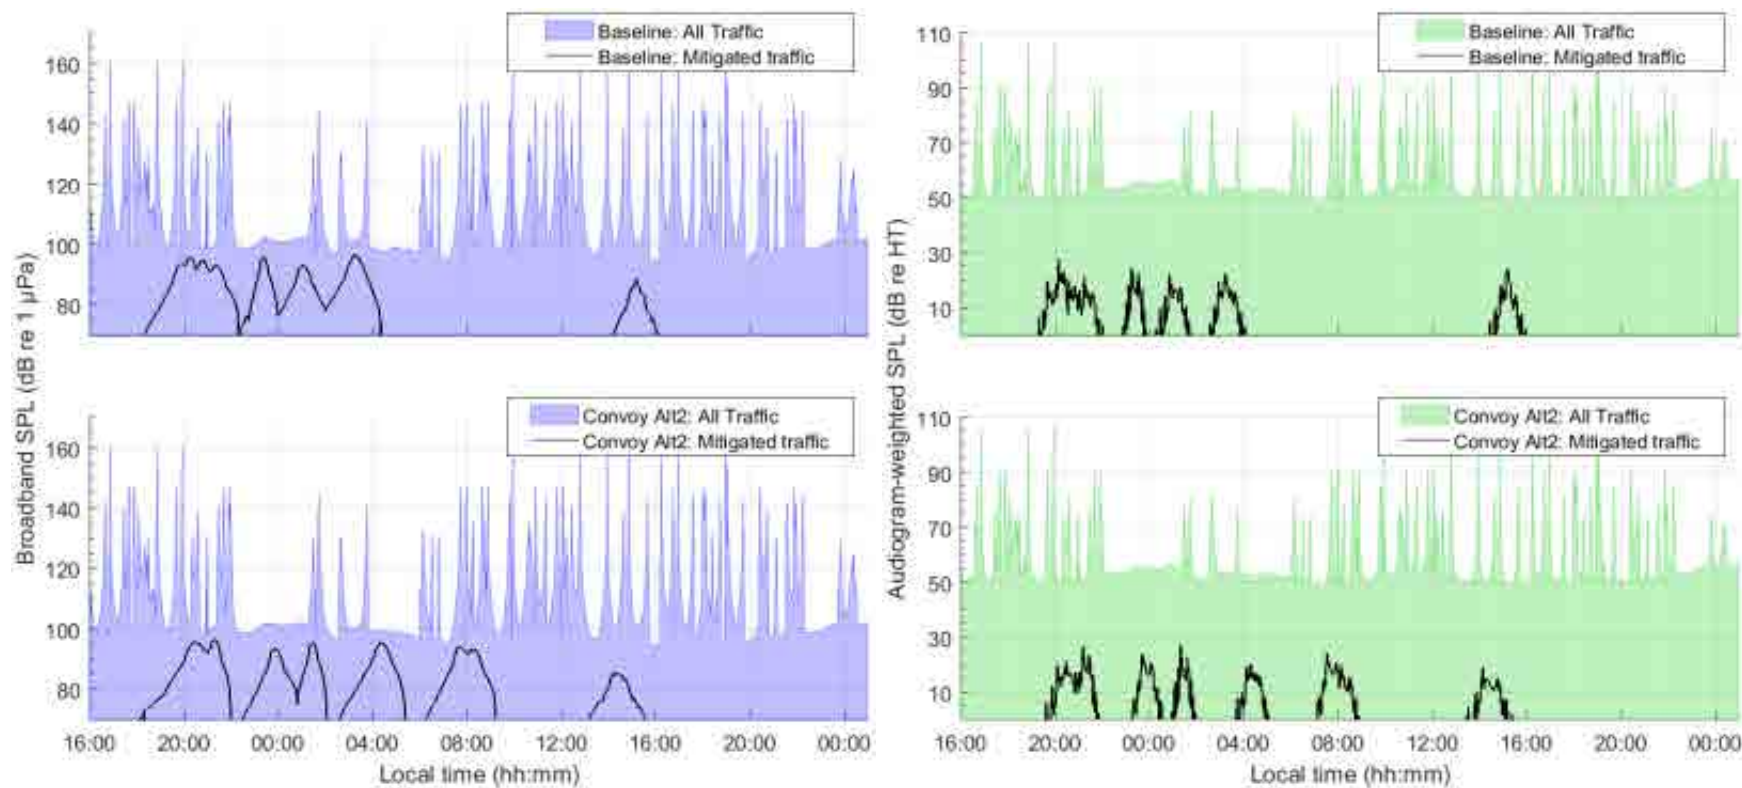 Baseline: All Traffic
Baseline: Mitigated traffic
160
140
120
100
80
Baseline: All Traffic
Baseline: Mitigated traffic
110
90
70
50
30
10
Broadband SPL (dB re 1 µPa)
Audiogram-weighted SPL (dB re HT)
Convoy Alt2: All Traffic
Convoy Alt2: Mitigated traffic
160
140
120
100
80
16:00 20:00 00:00 04:00 08:00 12:00 16:00 20:00 00:00
Local time (hh:mm)
Convoy Alt2: All Traffic
Convoy Alt2: Mitigated traffic
110
90
70
50
30
10
16:00 20:00 00:00 04:00 08:00 12:00 16:00 20:00 00:00
Local time (hh:mm)